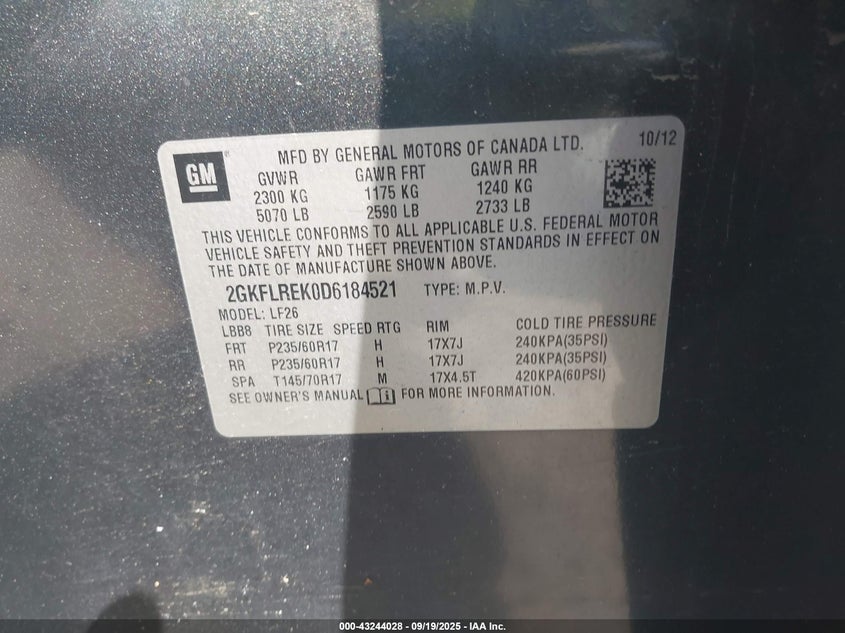 GM
MFD BY GENERAL MOTORS OF CANADA LTD. 10/12
GVWR GAWR FRT GAWR RR
2300 KG 1175 KG 1240 KG
5070 LB 2590 LB 2733 LB
THIS VEHICLE CONFORMS TO ALL APPLICABLE U.S. FEDERAL MOTOR
VEHICLE SAFETY AND THEFT PREVENTION STANDARDS IN EFFECT ON
THE DATE OF MANUFACTURE SHOWN ABOVE.
2GKFLREK0D6184521 TYPE: M.P.V.
MODEL: LF26
LBB8 TIRE SIZE SPEED RTG RIM COLD TIRE PRESSURE
FRT P235/60R17 H 17X7J 240KPA(35PSI)
RR P235/60R17 H 17X7J 240KPA(35PSI)
SPA T145/70R17 M 17X4.5T 420KPA(60PSI)
SEE OWNER'S MANUAL FOR MORE INFORMATION.
000-43244028 - 09/19/2025 - IAA Inc.